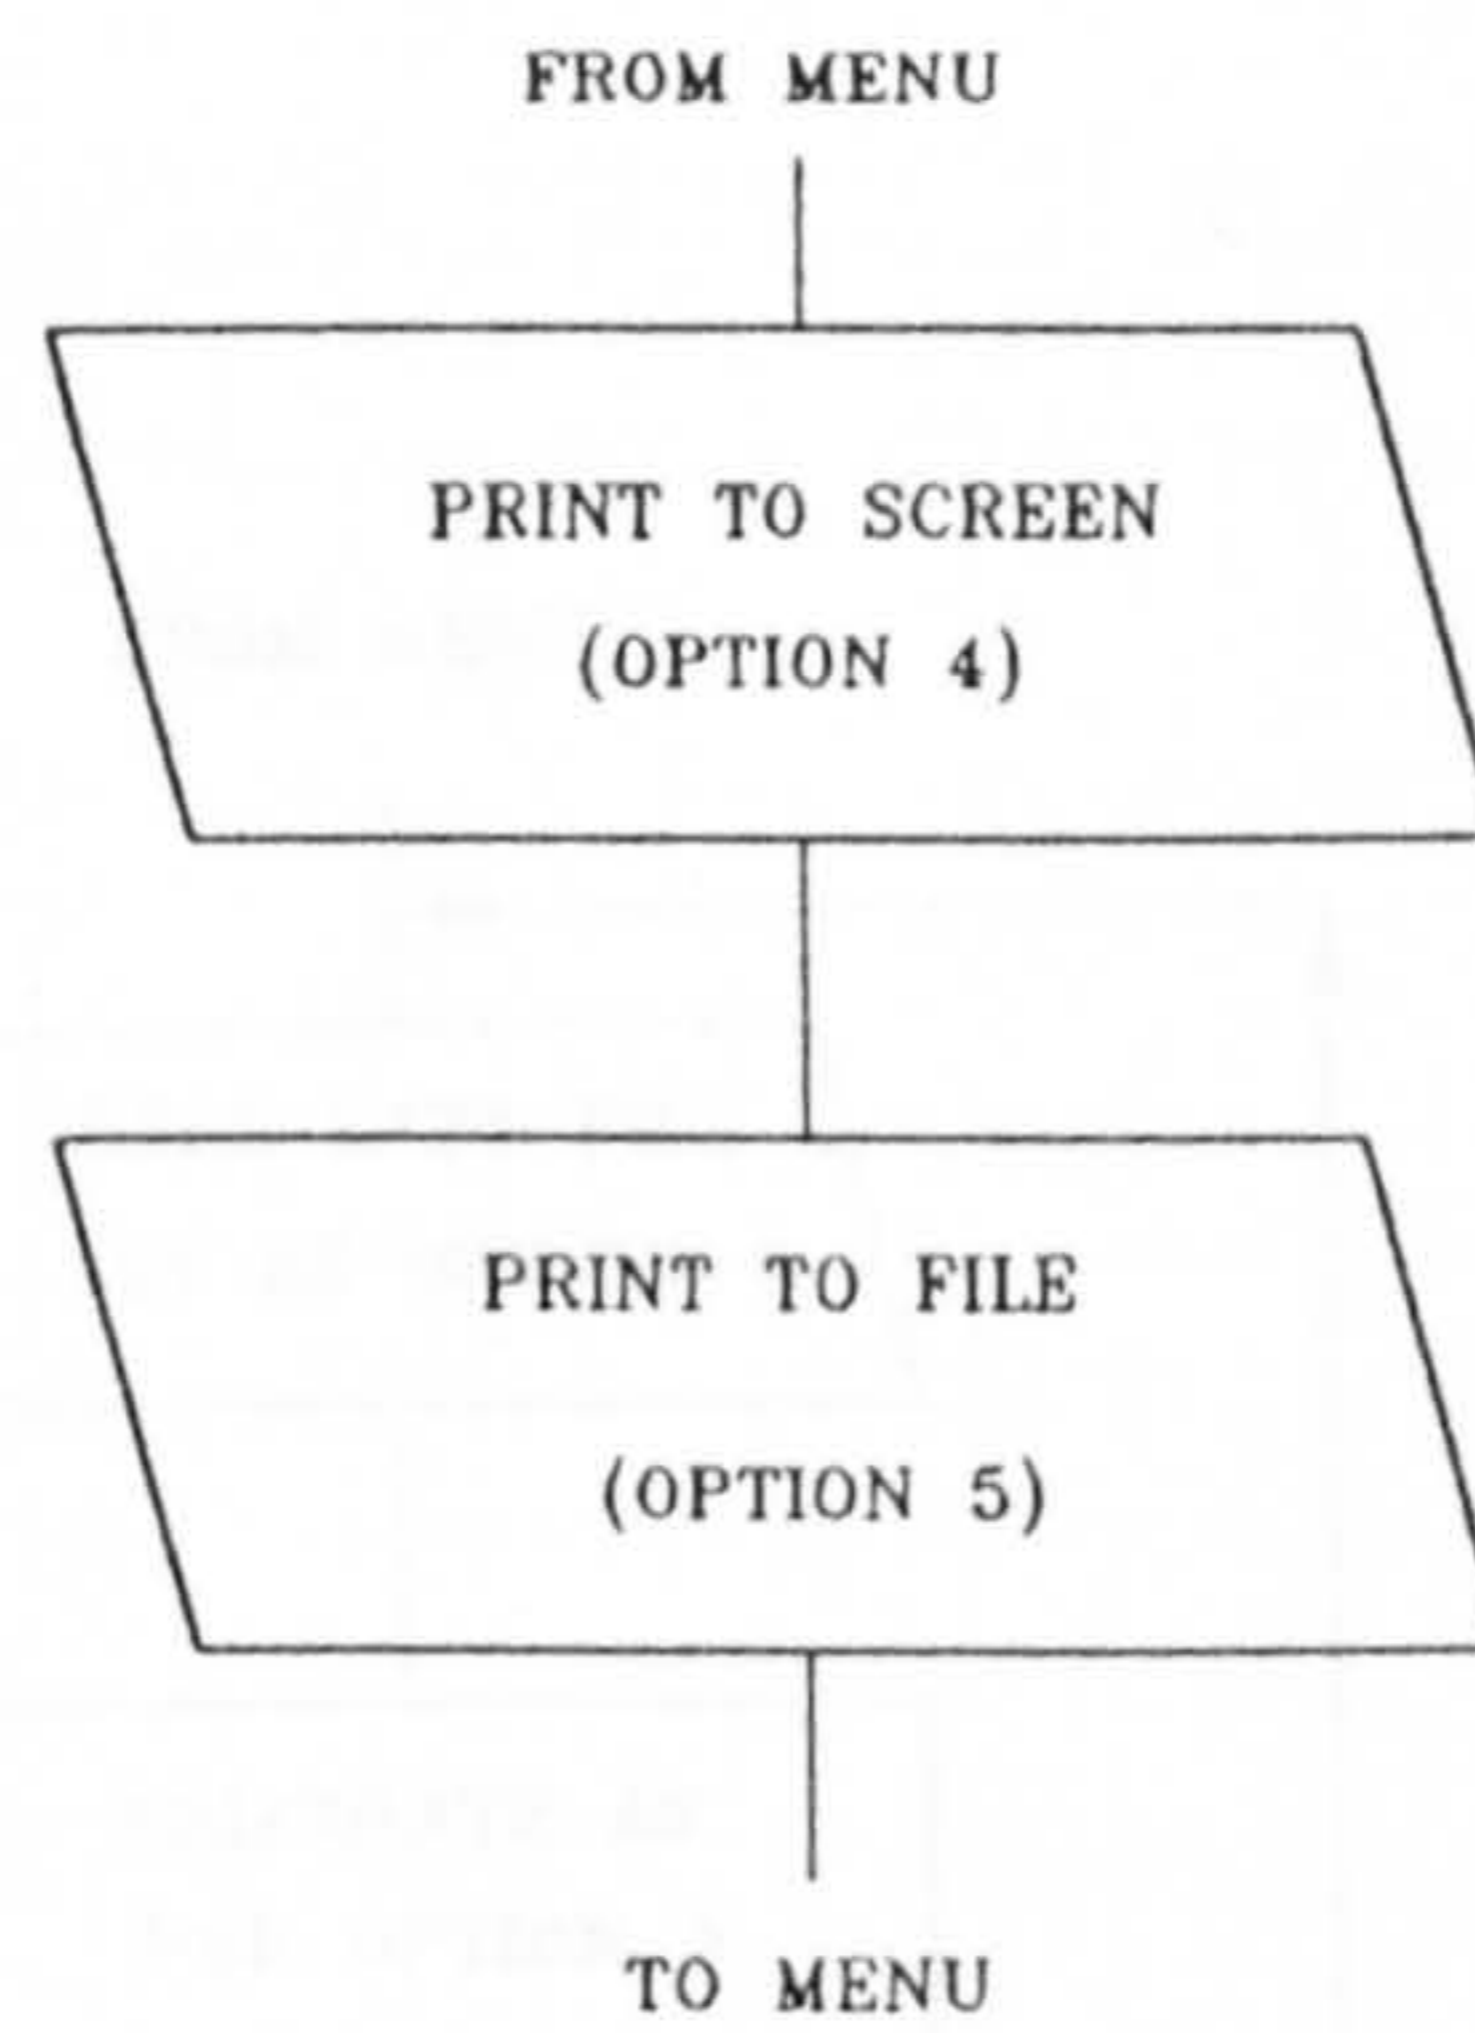 FROM MENU
PRINT TO SCREEN
(OPTION 4)
PRINT TO FILE
(OPTION 5)
TO MENU